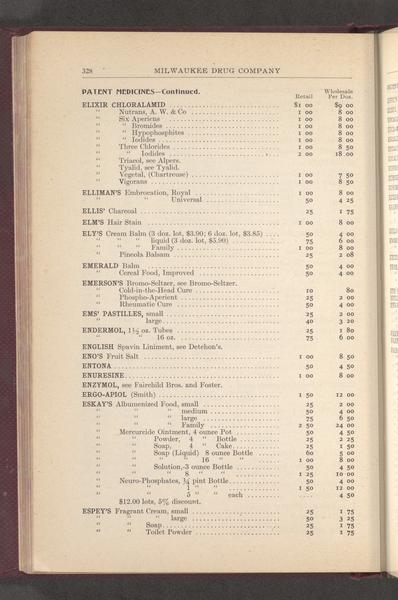 328 MILWAUKEE DRUG COMPANY
PATENT MEDICINES—Continued.
Retail Wholesale Per Doz.
ELIXIR CHLORALAMID $1 00 $9 00
" Nutrans, A. W. & Co 1 00 8 00
" Six Aperiens 1 00 8 00
" " Bromides 1 00 8 00
" " Hypophosphites 1 00 8 00
" " Iodides 1 00 8 00
" Three Chlorides 1 00 8 50
" " Iodides 2 00 18 00
" Triacol, see Alpers.
" Tyalid, see Tyalid.
" Vegetal, (Chartreuse) 1 00 7 50
" Vigorans 1 00 8 50
ELLIMAN'S Embrocation, Royal 1 00 8 00
" " Universal 50 4 25
ELLIS' Charcoal 25 1 75
ELM'S Hair Stain 1 00 8 00
ELY'S Cream Balm (3 doz. lot, $3.90; 6 doz. lot, $3.85) 50 4 00
" " " liquid (3 doz. lot, $5.90) 75 6 00
" " " Family 1 00 8 00
" Pineola Balsam 25 2 08
EMERALD Balm 50 4 00
" Cereal Food, Improved 50 4 00
EMERSON'S Bromo-Seltzer, see Bromo-Seltzer.
" Cold-in-the-Head Cure 10 80
" Phospho-Aperient 25 2 00
" Rheumatic Cure 50 4 00
EMS' PASTILLES, small 25 2 00
" large 40 3 20
ENDERMOL, 1½ oz. Tubes 25 1 80
" 16 oz. 75 6 00
ENGLISH Spavin Liniment, see Detchon's.
ENO'S Fruit Salt 1 00 8 50
ENTONA 50 4 50
ENURESINE 1 00 8 00
ENZYMOL, see Fairchild Bros. and Foster.
ERGO-APIOL (Smith) 1 50 12 00
ESKAY'S Albumenized Food, small 25 2 00
" " " medium 50 4 00
" " " large 75 6 50
" " " Family 2 50 24 00
" Mercurcide Ointment, 4 ounce Pot 50 4 50
" " Powder, 4 " Bottle 25 2 25
" " Soap, 4 " Cake 25 1 50
" " Soap (Liquid) 8 ounce Bottle 60 5 00
" " " " 16 " " 1 00 8 00
" " Solution, 3 ounce Bottle 50 4 50
" " " 8 " " 1 25 10 00
" Neuro-Phosphates, ¼ pint Bottle 50 4 00
" " 1 " " 1 50 12 00
" " 5 " " each 4 50
$12.00 lots, 5% discount.
ESPEY'S Fragrant Cream, small 25 1 75
" " " large 50 3 25
" " Soap 25 1 75
" " Toilet Powder 25 1 75